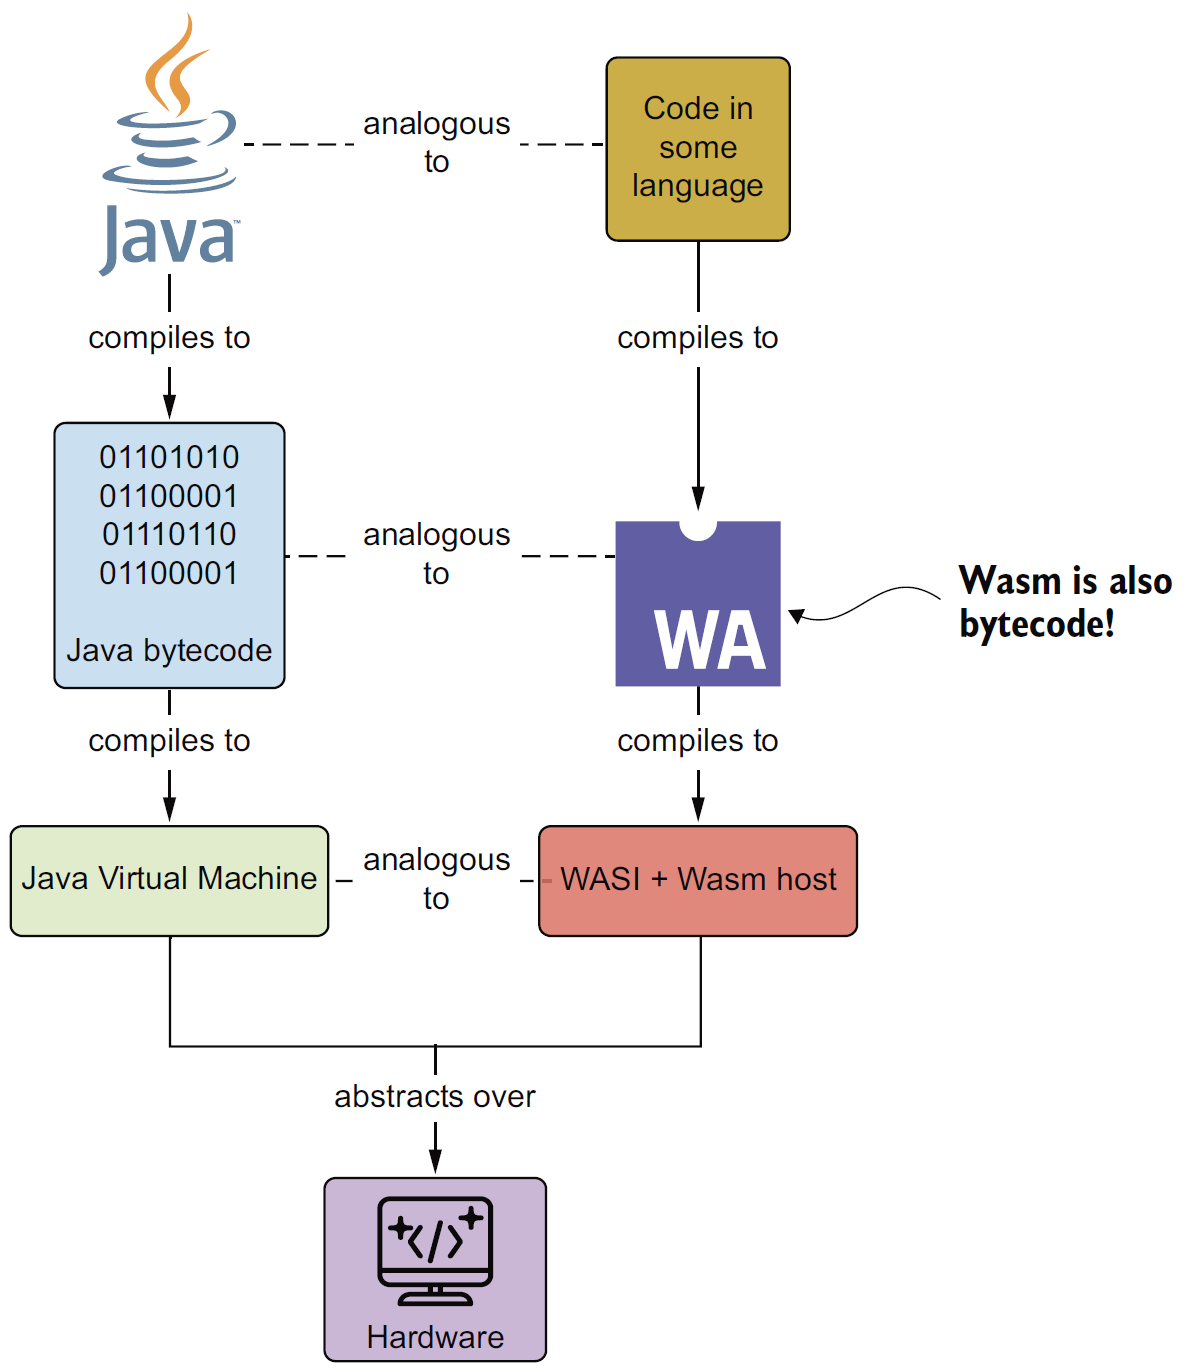 Java™
analogous
to
Code in
some
language
compiles to
compiles to
01101010
01100001
01110110
01100001
Java bytecode
analogous
to
WA
Wasm is also
bytecode!
compiles to
compiles to
Java Virtual Machine
analogous
to
WASI + Wasm host
abstracts over
</>
Hardware